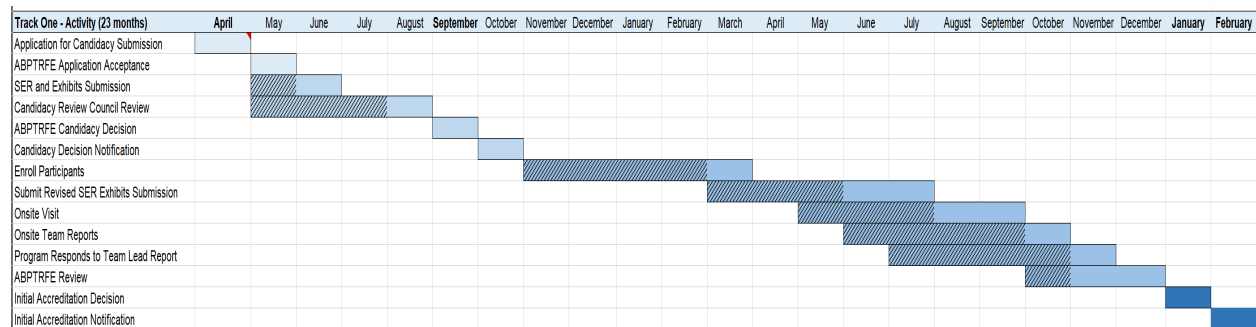 Track One - Activity (23 months) April May June July August September October November December January February March April May June July August September October November December January February
Application for Candidacy Submission
ABPTRFE Application Acceptance
SER and Exhibits Submission
Candidacy Review Council Review
ABPTRFE Candidacy Decision
Candidacy Decision Notification
Enroll Participants
Submit Revised SER Exhibits Submission
Onsite Visit
Onsite Team Reports
Program Responds to Team Lead Report
ABPTRFE Review
Initial Accreditation Decision
Initial Accreditation Notification